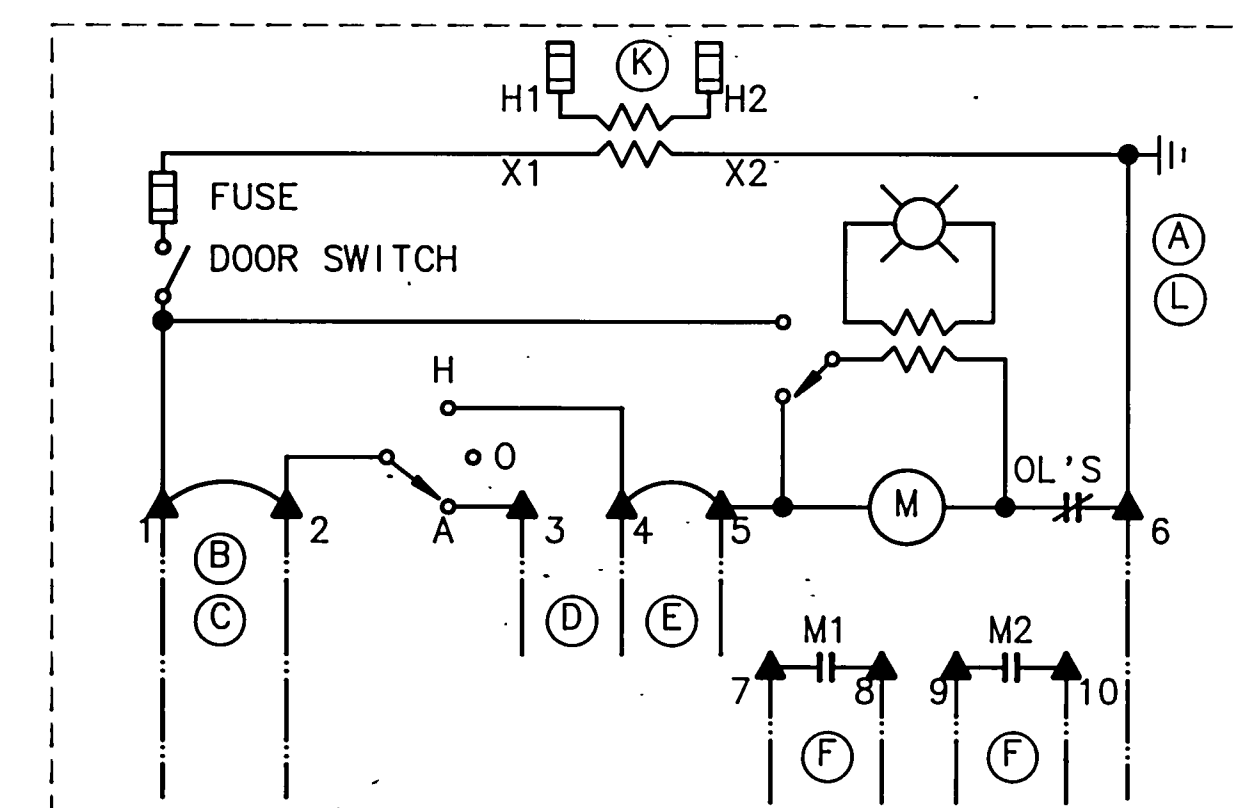 K
H1 H2
X1 X2
FUSE
A
DOOR SWITCH
L
H
O
OL'S
A
M
1 2 3 4 5 6
B
C
D E
M1 M2
7 8 9 10
F F